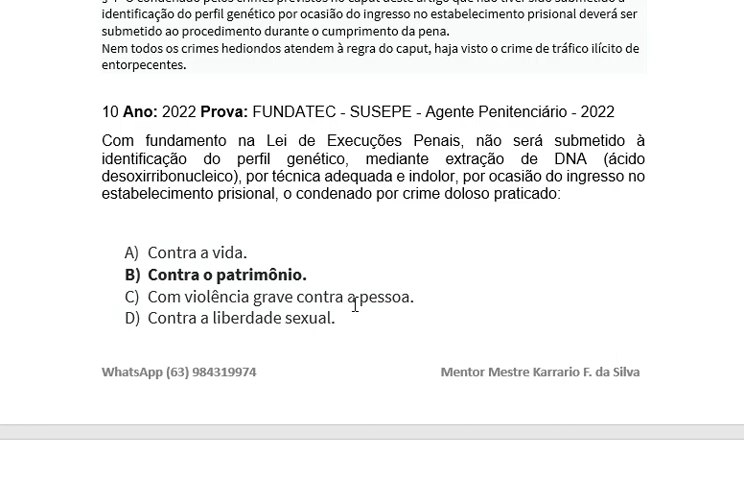 identificação do perfil genético por ocasião do ingresso no estabelecimento prisional deverá ser
submetido ao procedimento durante o cumprimento da pena.
Nem todos os crimes hediondos atendem à regra do caput, haja visto o crime de tráfico ilícito de
entorpecentes.
10 Ano: 2022 Prova: FUNDATEC - SUSEPE - Agente Penitenciário - 2022
Com fundamento na Lei de Execuções Penais, não será submetido à
identificação do perfil genético, mediante extração de DNA (ácido
desoxirribonucleico), por técnica adequada e indolor, por ocasião do ingresso no
estabelecimento prisional, o condenado por crime doloso praticado:
A) Contra a vida.
B) Contra o patrimônio.
C) Com violência grave contra a pessoa.
D) Contra a liberdade sexual.
WhatsApp (63) 984319974 Mentor Mestre Karrario F. da Silva